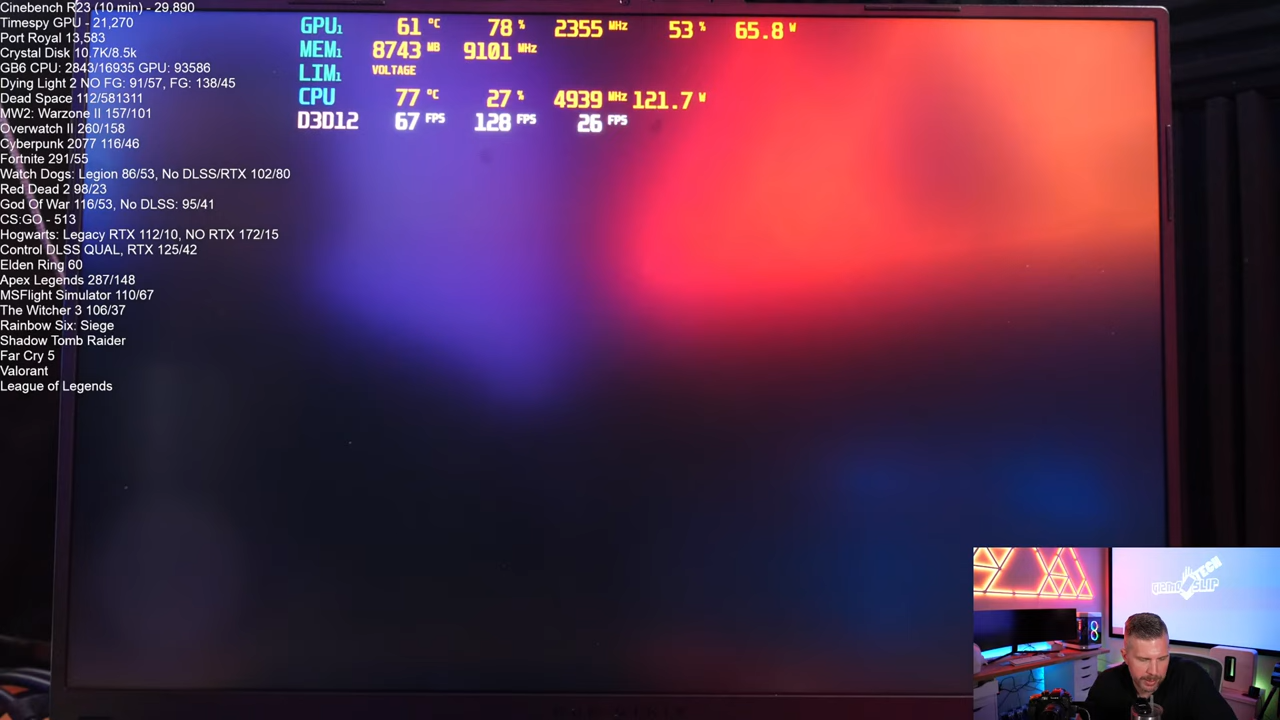 Cinebench R23 (10 min) - 29,890
Timespy GPU - 21,270
Port Royal 13,583
Crystal Disk 10.7K/8.5k
GB6 CPU: 2843/16935 GPU: 93586
Dying Light 2 NO FG: 91/57, FG: 138/45
Dead Space 112/581311
MW2: Warzone II 157/101
Overwatch II 260/158
Cyberpunk 2077 116/46
Fortnite 291/55
Watch Dogs: Legion 86/53, No DLSS/RTX 102/80
Red Dead 2 98/23
God Of War 116/53, No DLSS: 95/41
CS:GO - 513
Hogwarts: Legacy RTX 112/10, NO RTX 172/15
Control DLSS QUAL, RTX 125/42
Elden Ring 60
Apex Legends 287/148
MSFlight Simulator 110/67
The Witcher 3 106/37
Rainbow Six: Siege
Shadow Tomb Raider
Far Cry 5
Valorant
League of Legends
GPU1 61 °C 78 % 2355 MHz 53 % 65.8 W
MEM1 8743 MB 9101 MHz
LIM1 VOLTAGE
CPU 77 °C 27 % 4939 MHz 121.7 W
D3D12 67 FPS 128 FPS 26 FPS
GizmoSlip TECH